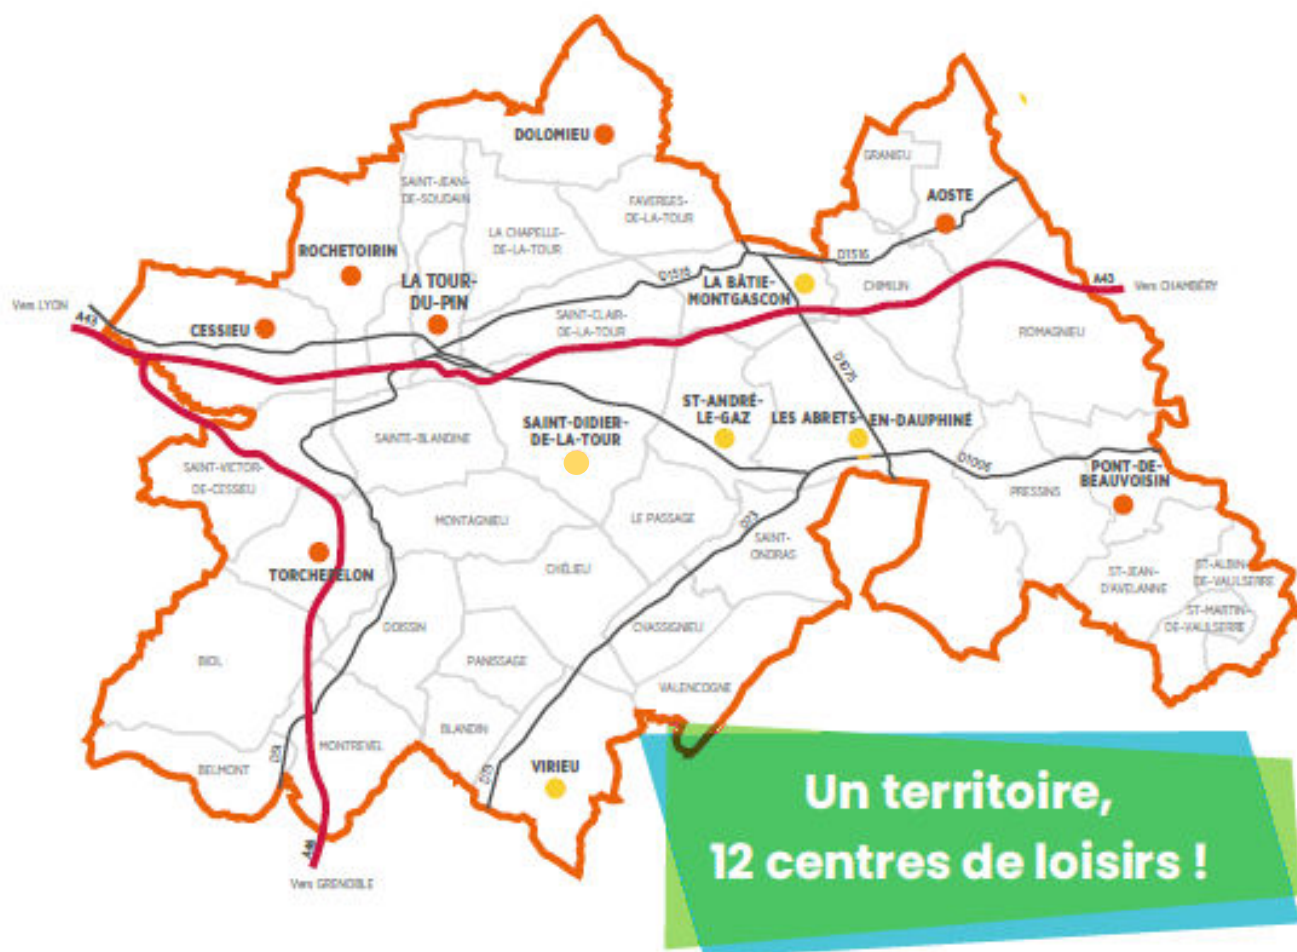 DOLOMIEU
GRANIEU
SAINT-JEAN-
DE-SOUDAIN
FAVERGES-
DE-LA-TOUR
AOSTE
LA CHAPELLE-
DE-LA-TOUR
ROCHETOIRIN
D1516
D1516
LA TOUR-
DU-PIN
LA BÂTIE-
MONTGASCON
CHIMILIN
A43
Vers CHAMBÉRY
Vers LYON
A43
CESSIEU
SAINT-CLAIR-
DE-LA-TOUR
ROMAGNIEU
D1075
ST-ANDRÉ-
LE-GAZ
LES ABRETS-
EN-DAUPHINÉ
SAINT-DIDIER-
DE-LA-TOUR
SAINTE-BLANDINE
SAINT-VICTOR-
DE-CESSIEU
D1006
PONT-DE-
BEAUVOISIN
PRESSINS
MONTAGNIEU
LE PASSAGE
D73
SAINT-
ONDRAS
TORCHEFELON
CHÉLIEU
ST-JEAN-
D'AVELANNE
ST-ALBIN-
DE-VAULSERRE
ST-MARTIN-
DE-VAULSERRE
DOISSIN
CHASSIGNIEU
BIOL
PANISSAGE
VALENCOGNE
BLANDIN
MONTREVEL
D51
BELMONT
D73
VIRIEU
Vers GRENOBLE
Un territoire,
12 centres de loisirs !